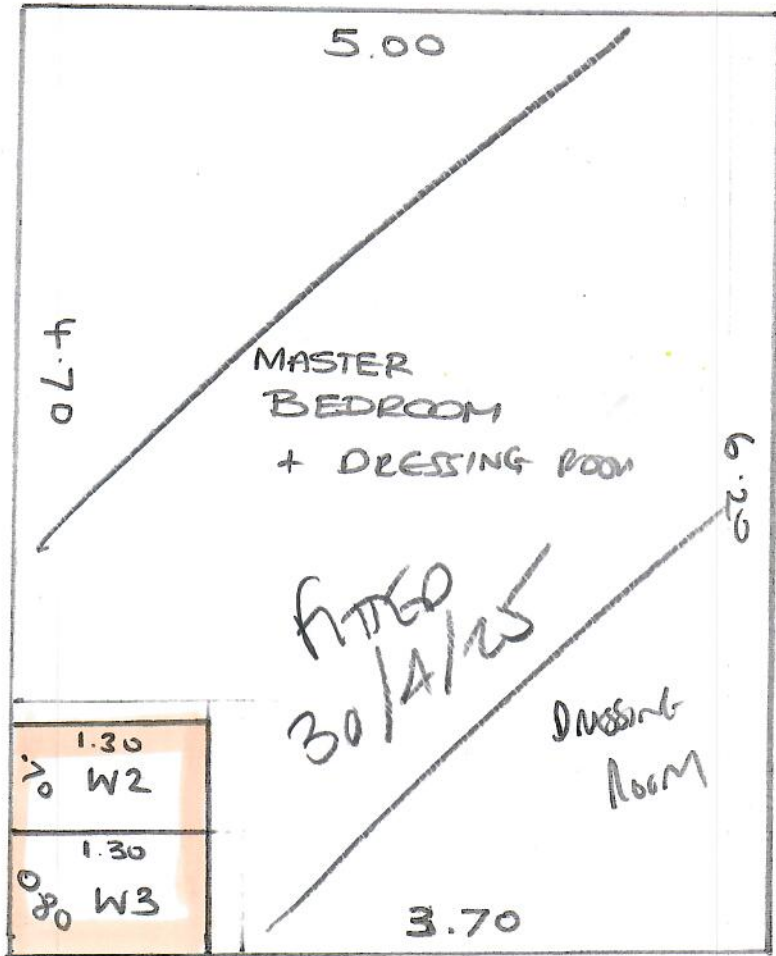 5.00
4.70
MASTER
BEDROOM
+ DRESSING ROOM
6.20
FITTED
30/4/25
DRESSING
ROOM
1.30
W2
1.30
0.80 W3
3.70